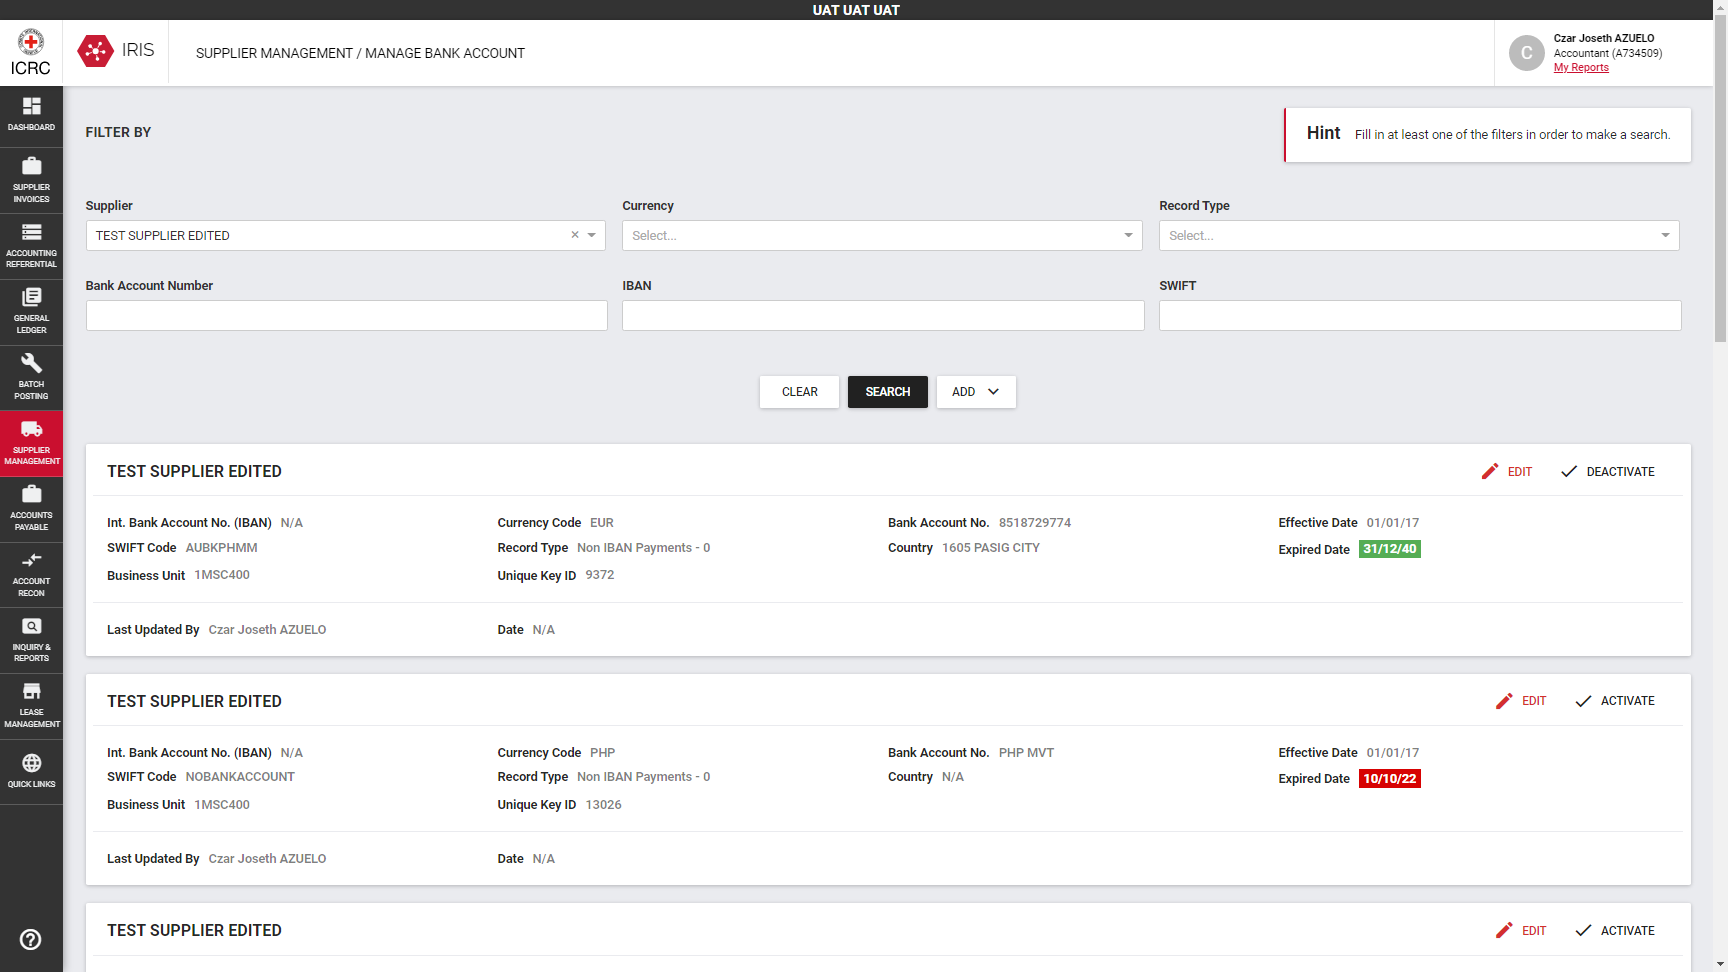 UAT UAT UAT
ICRC
IRIS
SUPPLIER MANAGEMENT / MANAGE BANK ACCOUNT
C
Czar Joseth AZUELO
Accountant (A734509)
My Reports
DASHBOARD
SUPPLIER
INVOICES
ACCOUNTING
REFERENTIAL
GENERAL
LEDGER
BATCH
POSTING
SUPPLIER
MANAGEMENT
ACCOUNTS
PAYABLE
ACCOUNT
RECON
INQUIRY &
REPORTS
LEASE
MANAGEMENT
QUICK LINKS
FILTER BY
Hint Fill in at least one of the filters in order to make a search.
Supplier Currency Record Type
TEST SUPPLIER EDITED × Select... Select...
Bank Account Number IBAN SWIFT
CLEAR SEARCH ADD
TEST SUPPLIER EDITED EDIT DEACTIVATE
Int. Bank Account No. (IBAN) N/A Currency Code EUR Bank Account No. 8518729774 Effective Date 01/01/17
SWIFT Code AUBKPHMM Record Type Non IBAN Payments - 0 Country 1605 PASIG CITY Expired Date 31/12/40
Business Unit 1MSC400 Unique Key ID 9372
Last Updated By Czar Joseth AZUELO Date N/A
TEST SUPPLIER EDITED EDIT ACTIVATE
Int. Bank Account No. (IBAN) N/A Currency Code PHP Bank Account No. PHP MVT Effective Date 01/01/17
SWIFT Code NOBANKACCOUNT Record Type Non IBAN Payments - 0 Country N/A Expired Date 10/10/22
Business Unit 1MSC400 Unique Key ID 13026
Last Updated By Czar Joseth AZUELO Date N/A
TEST SUPPLIER EDITED EDIT ACTIVATE